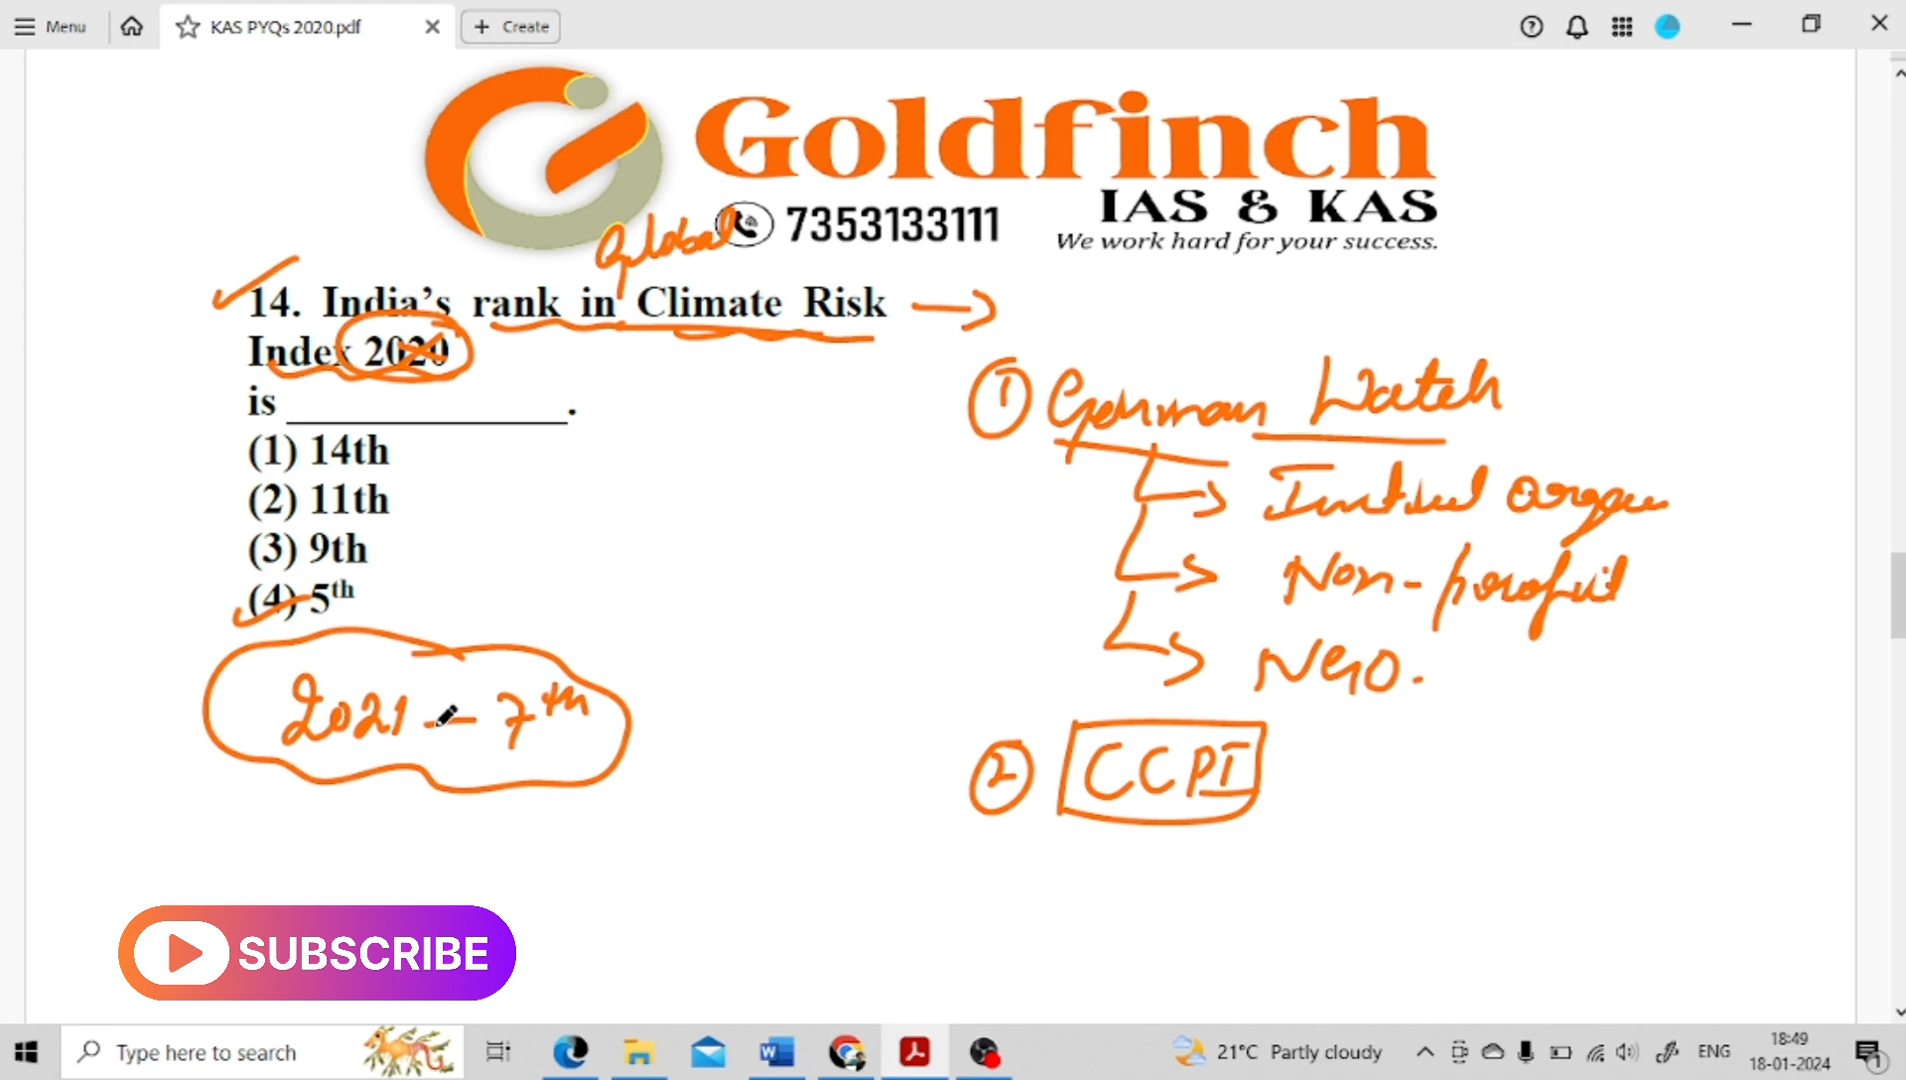 Menu
KAS PYQs 2020.pdf
Create
Goldfinch
IAS & KAS
7353133111
We work hard for your success.
Global
14. India's rank in Climate Risk
Index 2020
is ______________.
(1) 14th
(2) 11th
(3) 9th
(4) 5th
2021 - 7th
1 German Watch
Non-profit
NGO.
2 CCPI
SUBSCRIBE
Type here to search
21°C Partly cloudy
ENG
18:49
18-01-2024
1